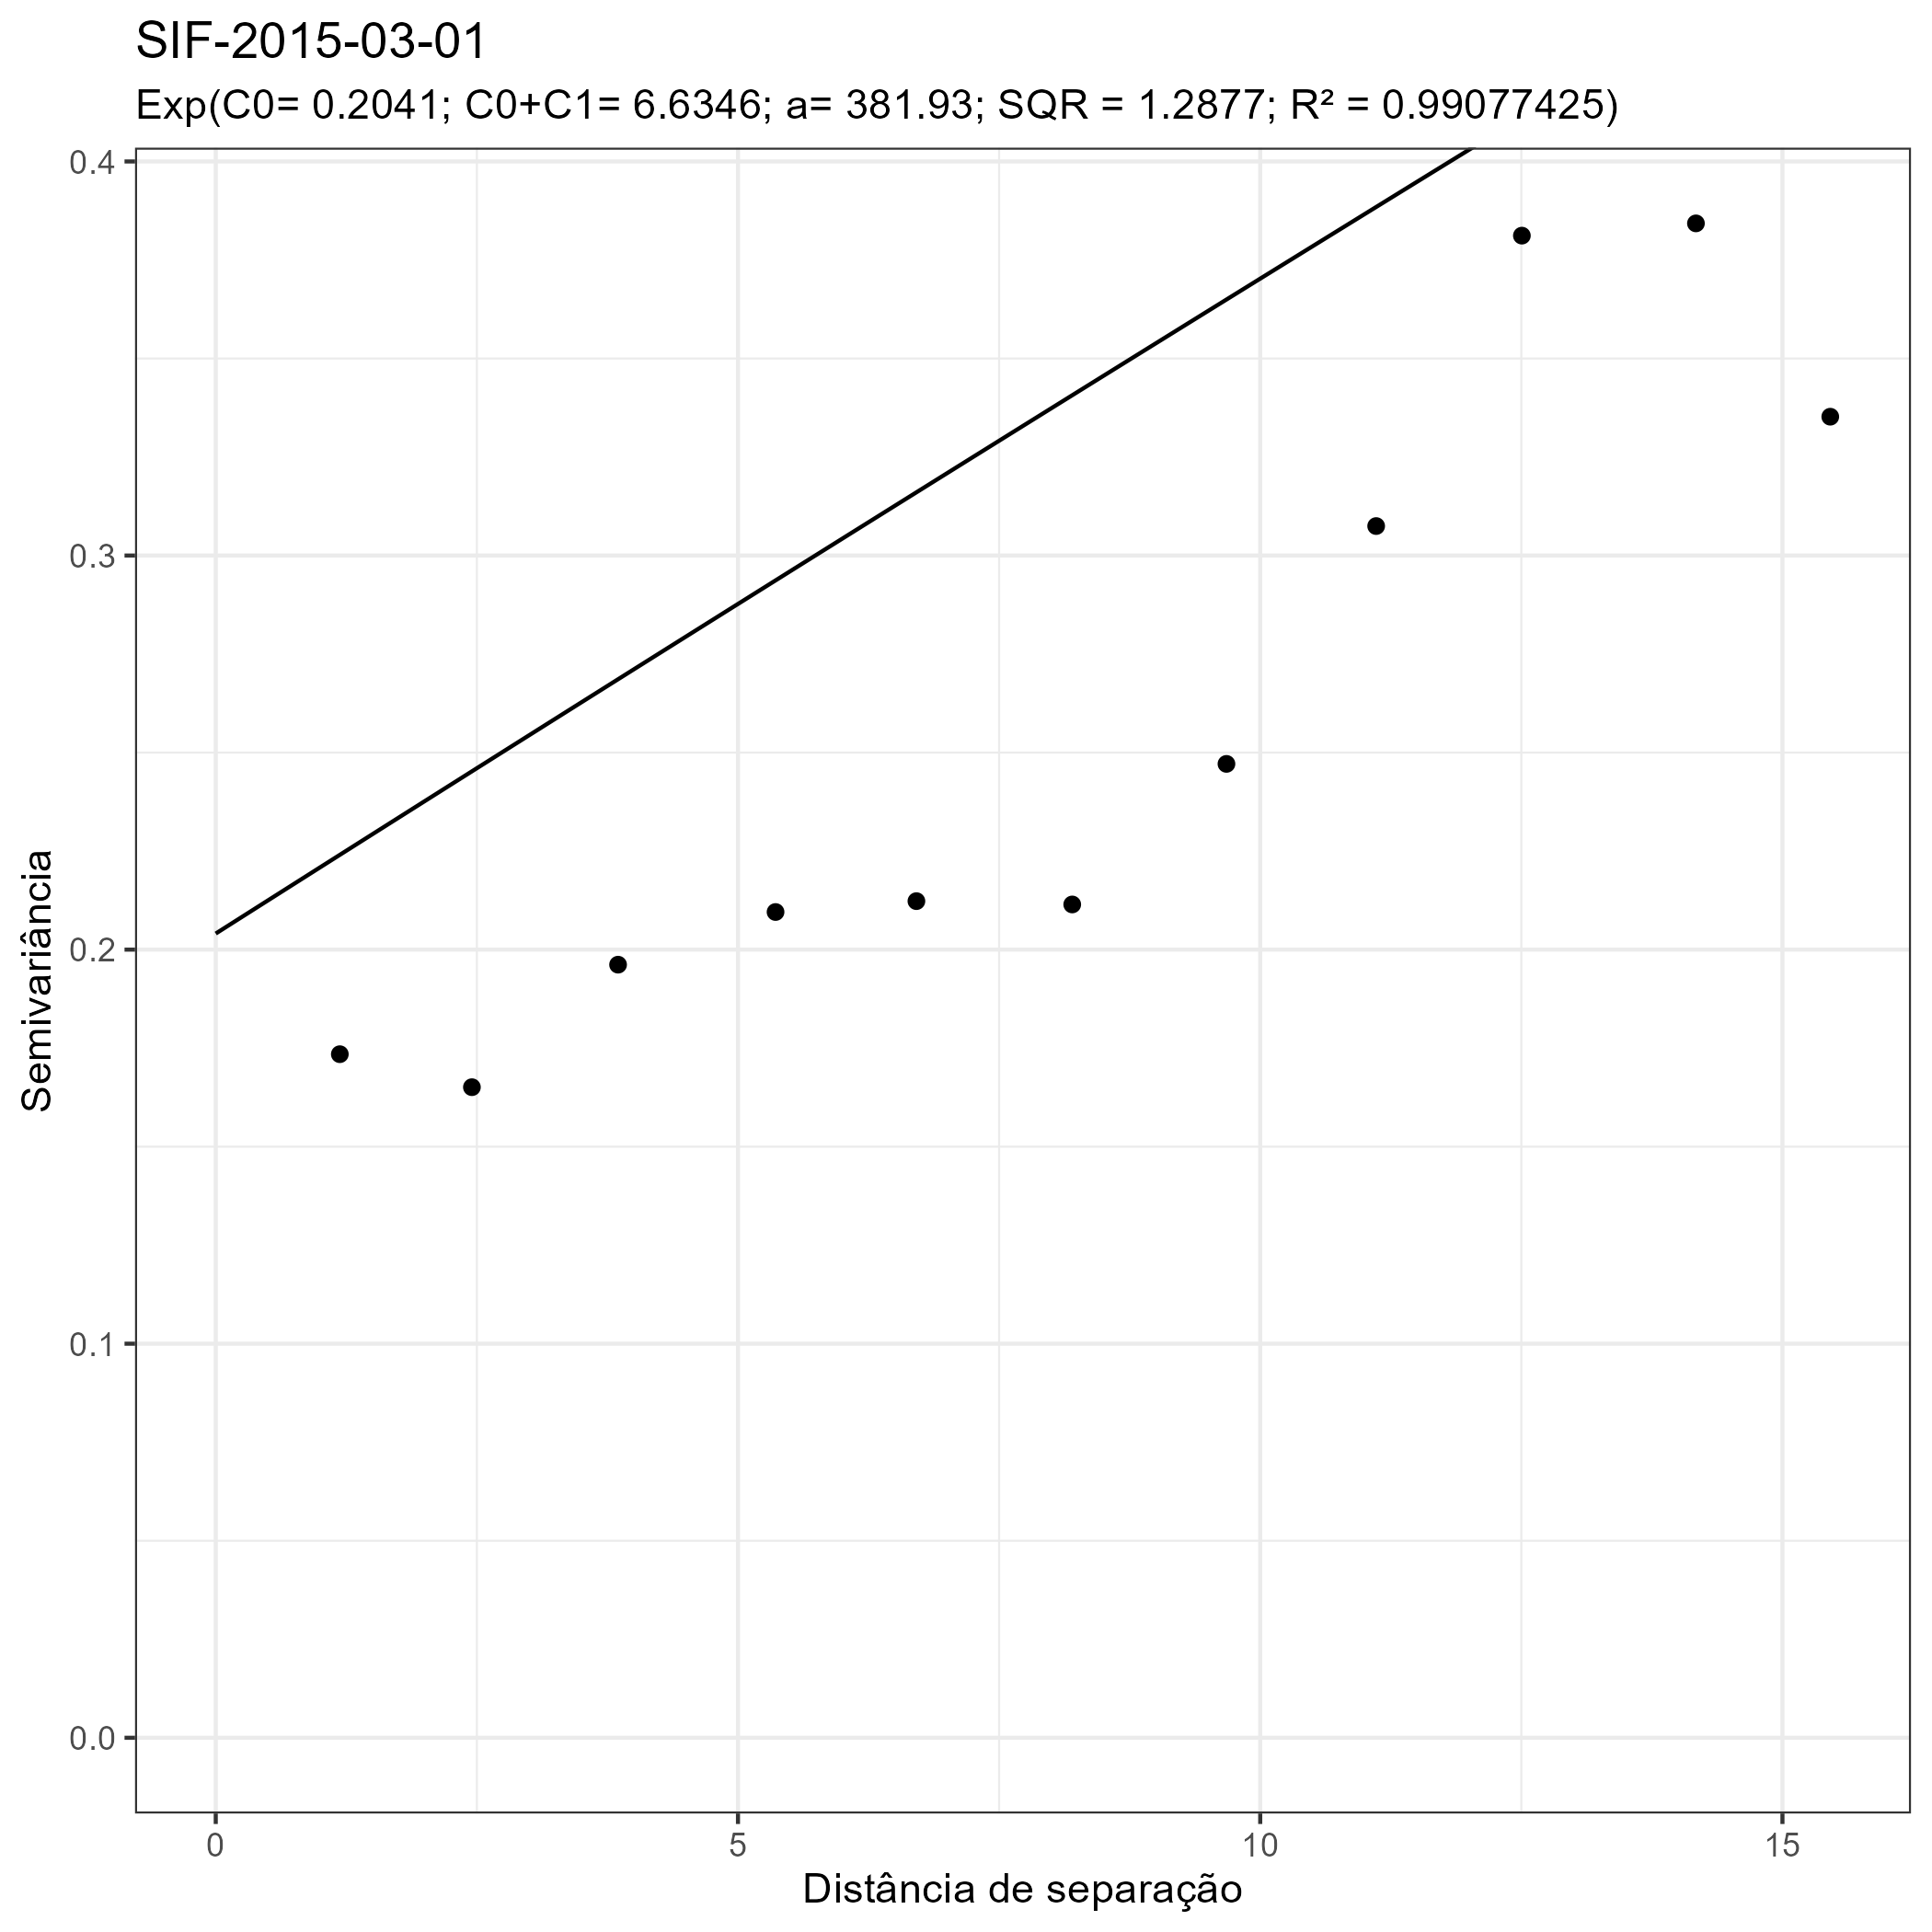 SIF-2015-03-01
Exp(C0= 0.2041; C0+C1= 6.6346; a= 381.93; SQR = 1.2877; R² = 0.99077425)
0.4
0.3
0.2
0.1
0.0
Semivariância
0 5 10 15
Distância de separação